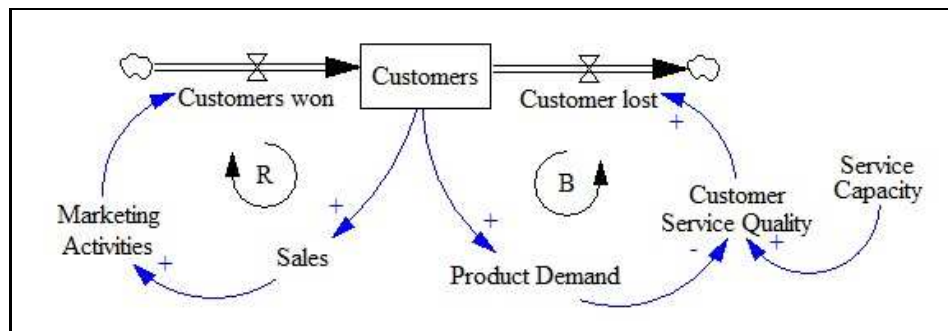 Customers
Customers won
Customer lost
+
R
B
Service
Capacity
Customer
Service Quality
Marketing
Activities
+
+
+
Sales
-
+
Product Demand